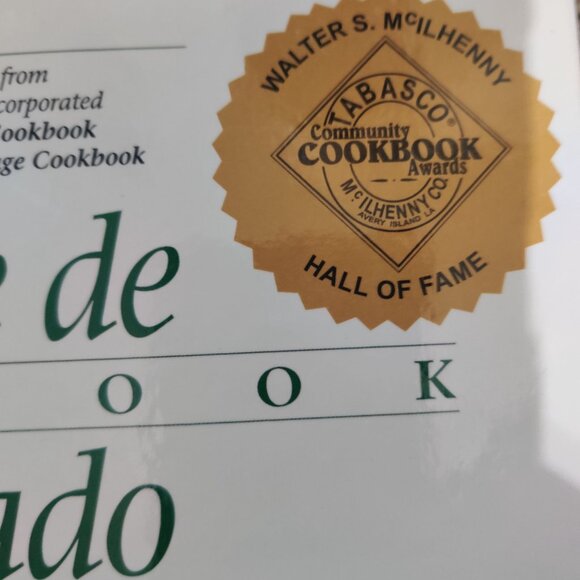 from
corporated
Cookbook
ge Cookbook
de
O O K
ado
WALTER S. McILHENNY
TABASCO®
Community
COOKBOOK
Awards
McILHENNY CO.
AVERY ISLAND LA
HALL OF FAME